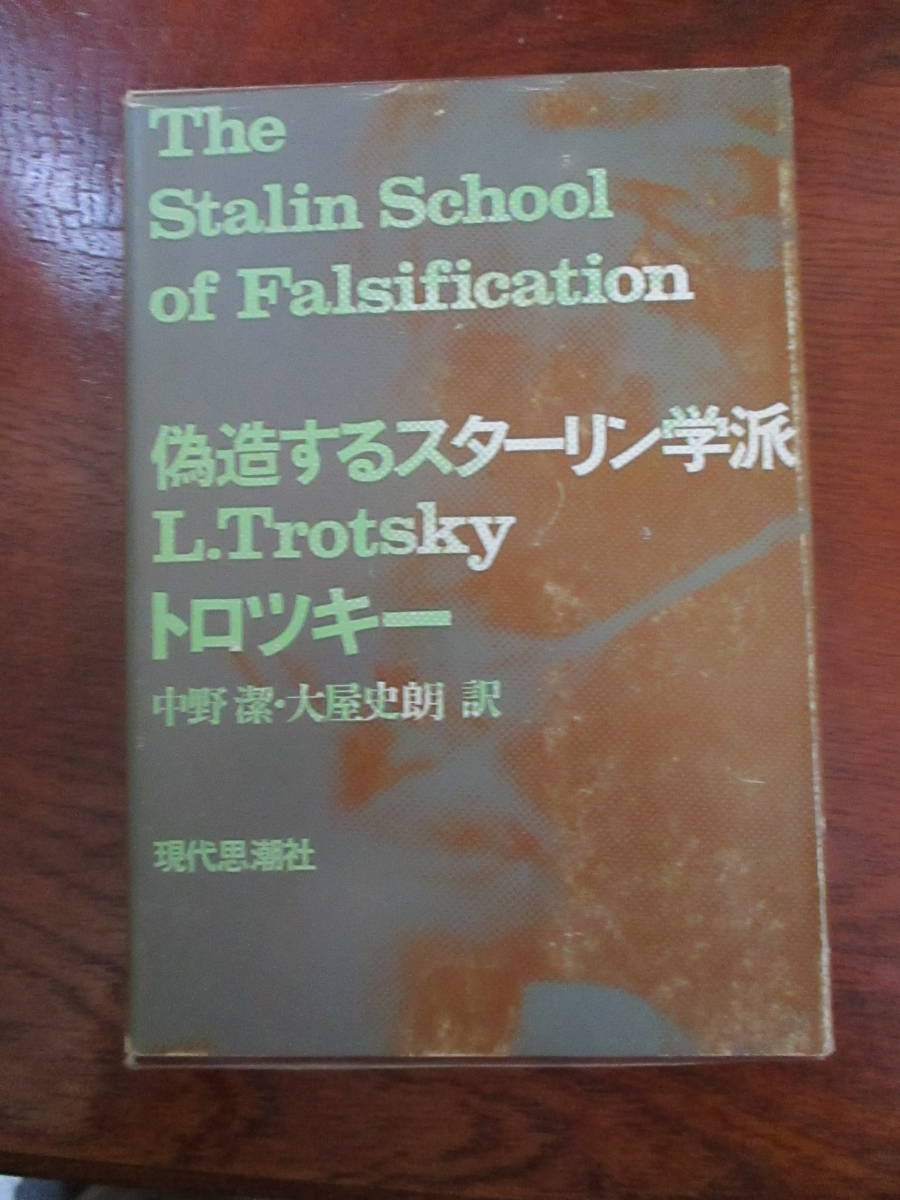 The
Stalin School
of Falsification
偽造するスターリン学派
L.Trotsky
トロツキー
中野潔・大屋史朗 訳
現代思潮社